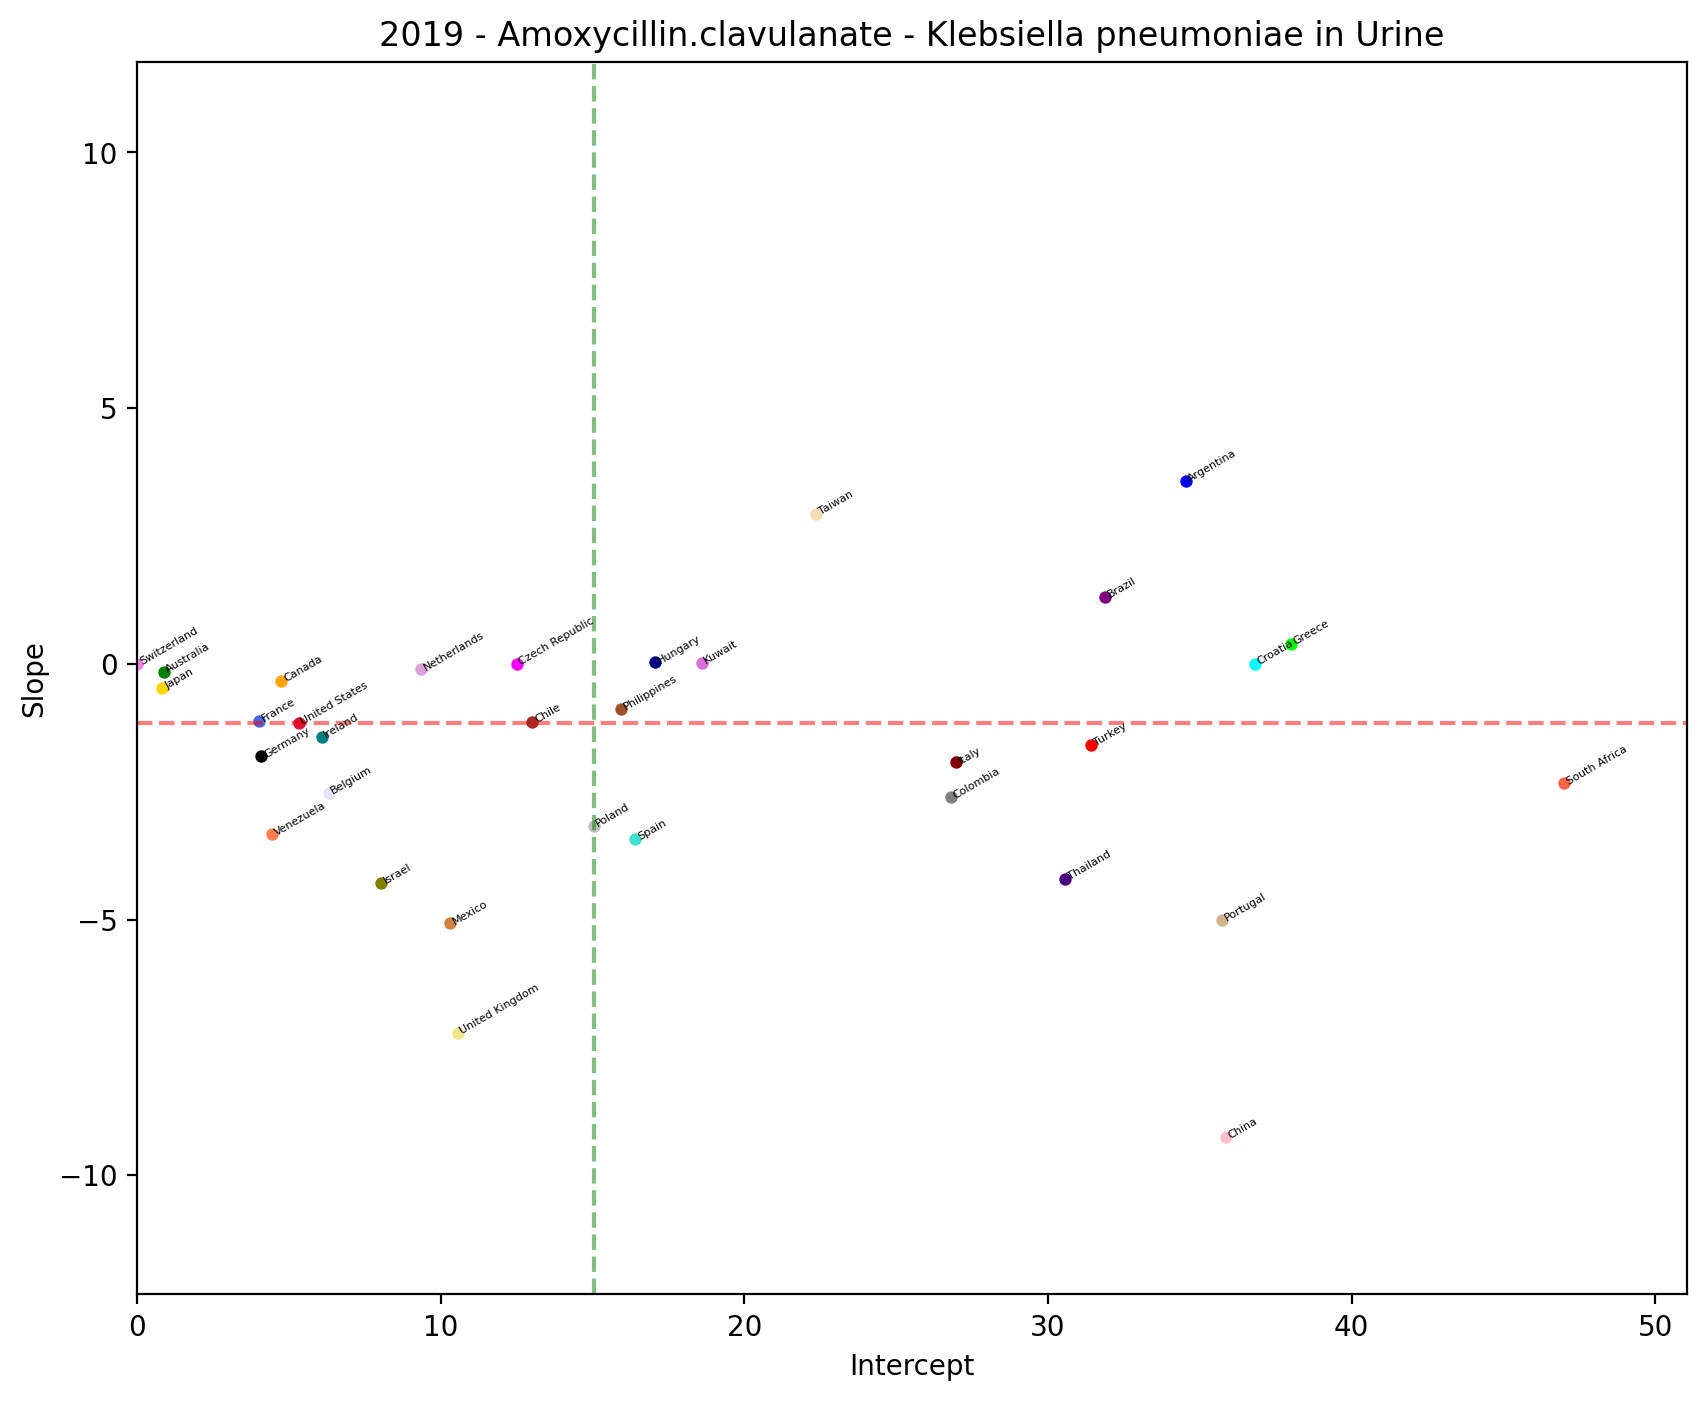 2019 - Amoxycillin.clavulanate - Klebsiella pneumoniae in Urine
10
5
0
−5
−10
Slope
Argentina
Taiwan
Brazil
Greece
Croatia
Switzerland
Australia
Japan
Canada
Netherlands
Czech Republic
Hungary
Kuwait
Philippines
France
United States
Ireland
Germany
Chile
Turkey
Italy
Colombia
South Africa
Belgium
Venezuela
Poland
Spain
Israel
Thailand
Mexico
Portugal
United Kingdom
China
0 10 20 30 40 50
Intercept